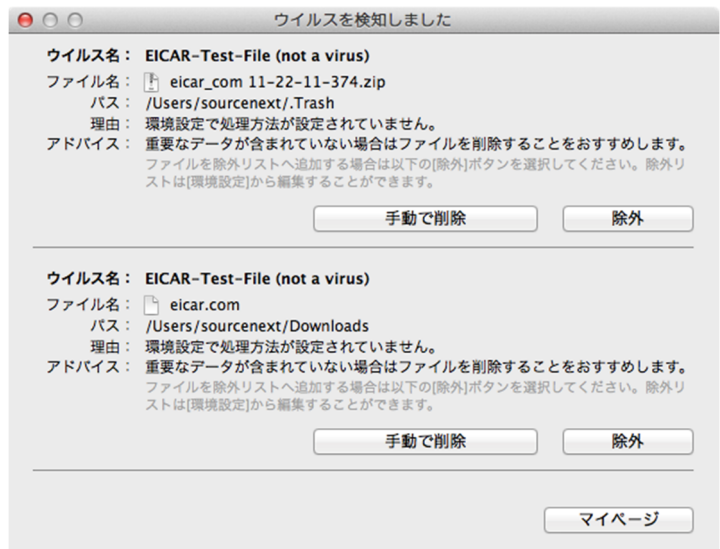 ウイルスを検知しました
ウイルス名： EICAR-Test-File (not a virus)
ファイル名： eicar_com 11-22-11-374.zip
パス： /Users/sourcenext/.Trash
理由： 環境設定で処理方法が設定されていません。
アドバイス： 重要なデータが含まれていない場合はファイルを削除することをおすすめします。
ファイルを除外リストへ追加する場合は以下の[除外]ボタンを選択してください。除外リ
ストは[環境設定]から編集することができます。
手動で削除 除外
ウイルス名： EICAR-Test-File (not a virus)
ファイル名： eicar.com
パス： /Users/sourcenext/Downloads
理由： 環境設定で処理方法が設定されていません。
アドバイス： 重要なデータが含まれていない場合はファイルを削除することをおすすめします。
ファイルを除外リストへ追加する場合は以下の[除外]ボタンを選択してください。除外リ
ストは[環境設定]から編集することができます。
手動で削除 除外
マイページ